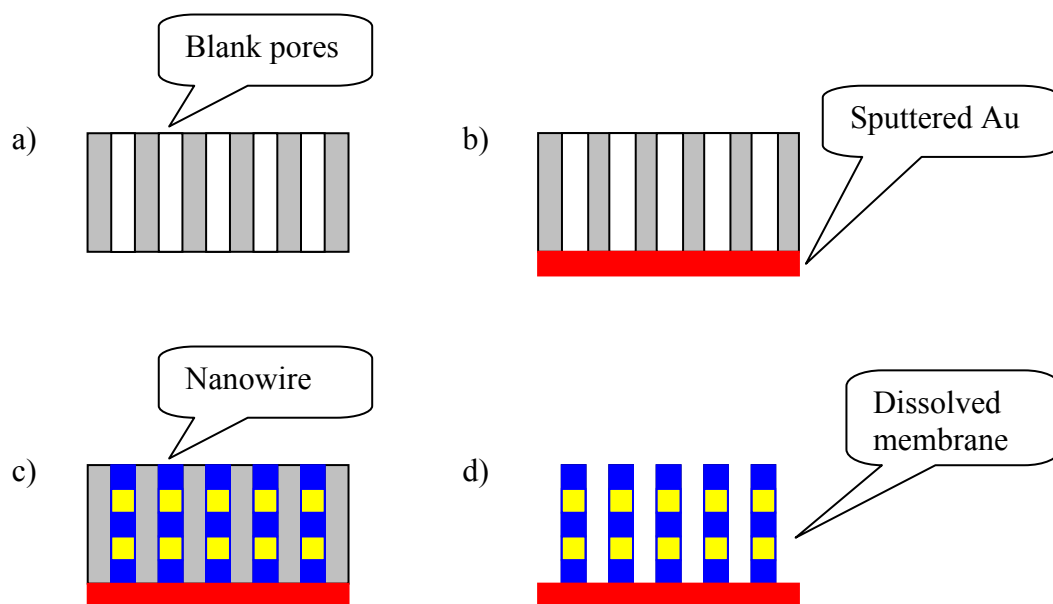 Blank pores
a)
b)
Sputtered Au
Nanowire
c)
d)
Dissolved
membrane